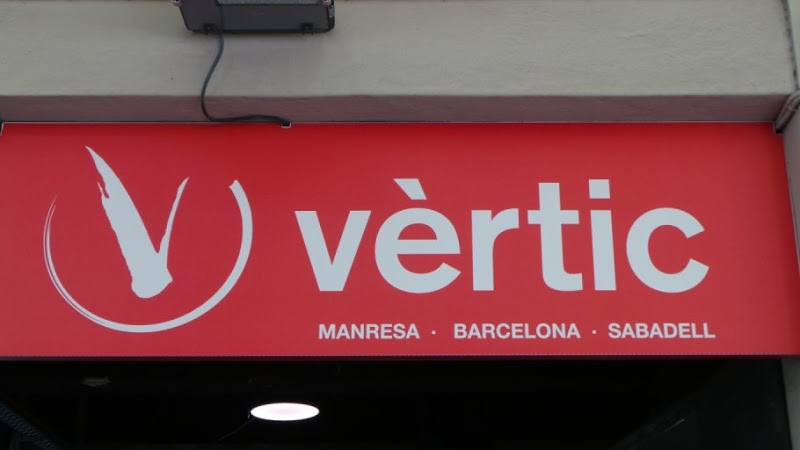 vèrtic
MANRESA · BARCELONA · SABADELL